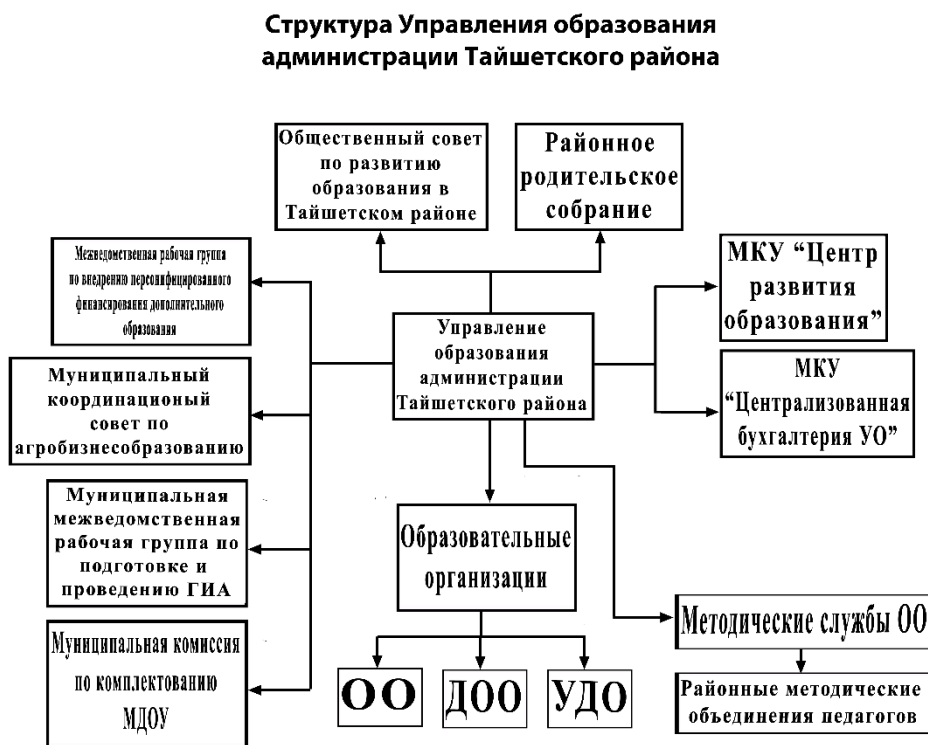 Структура Управления образования
администрации Тайшетского района
Общественный совет
по развитию
образования в
Тайшетском районе
Районное
родительское
собрание
Межведомственная рабочая группа
по внедрению персонифицированного
финансирования дополнительного
образования
МКУ “Центр
развития
образования”
Управление
образования
администрации
Тайшетского района
Муниципальный
координационый
совет по
агробизнесобразованию
МКУ
“Централизованная
бухгалтерия УО”
Муниципальная
межведомственная
рабочая группа по
подготовке и
проведению ГИА
Образовательные
организации
Методические службы ОО
Муниципальная комиссия
по комплектованию
МДОУ
ОО
ДОО
УДО
Районные методические
объединения педагогов